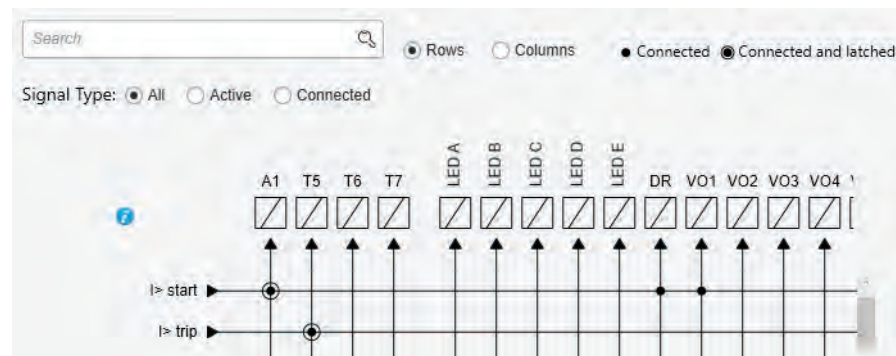 Search
Rows Columns Connected Connected and latched
Signal Type: All Active Connected
LED A LED B LED C LED D LED E
A1 T5 T6 T7 DR VO1 VO2 VO3 VO4
i
I> start
I> trip